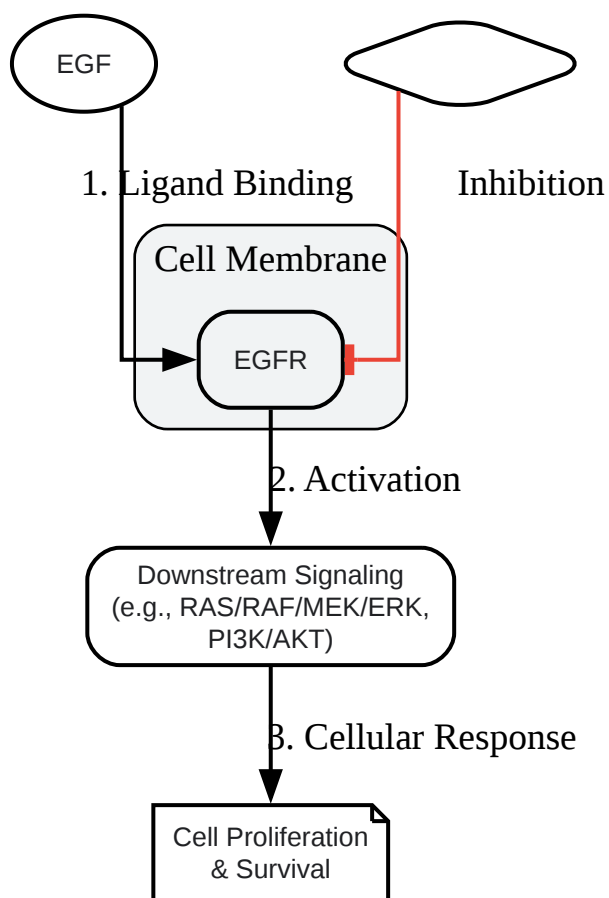 EGF
1. Ligand Binding
Inhibition
Cell Membrane
EGFR
2. Activation
Downstream Signaling
(e.g., RAS/RAF/MEK/ERK,
PI3K/AKT)
3. Cellular Response
Cell Proliferation
& Survival